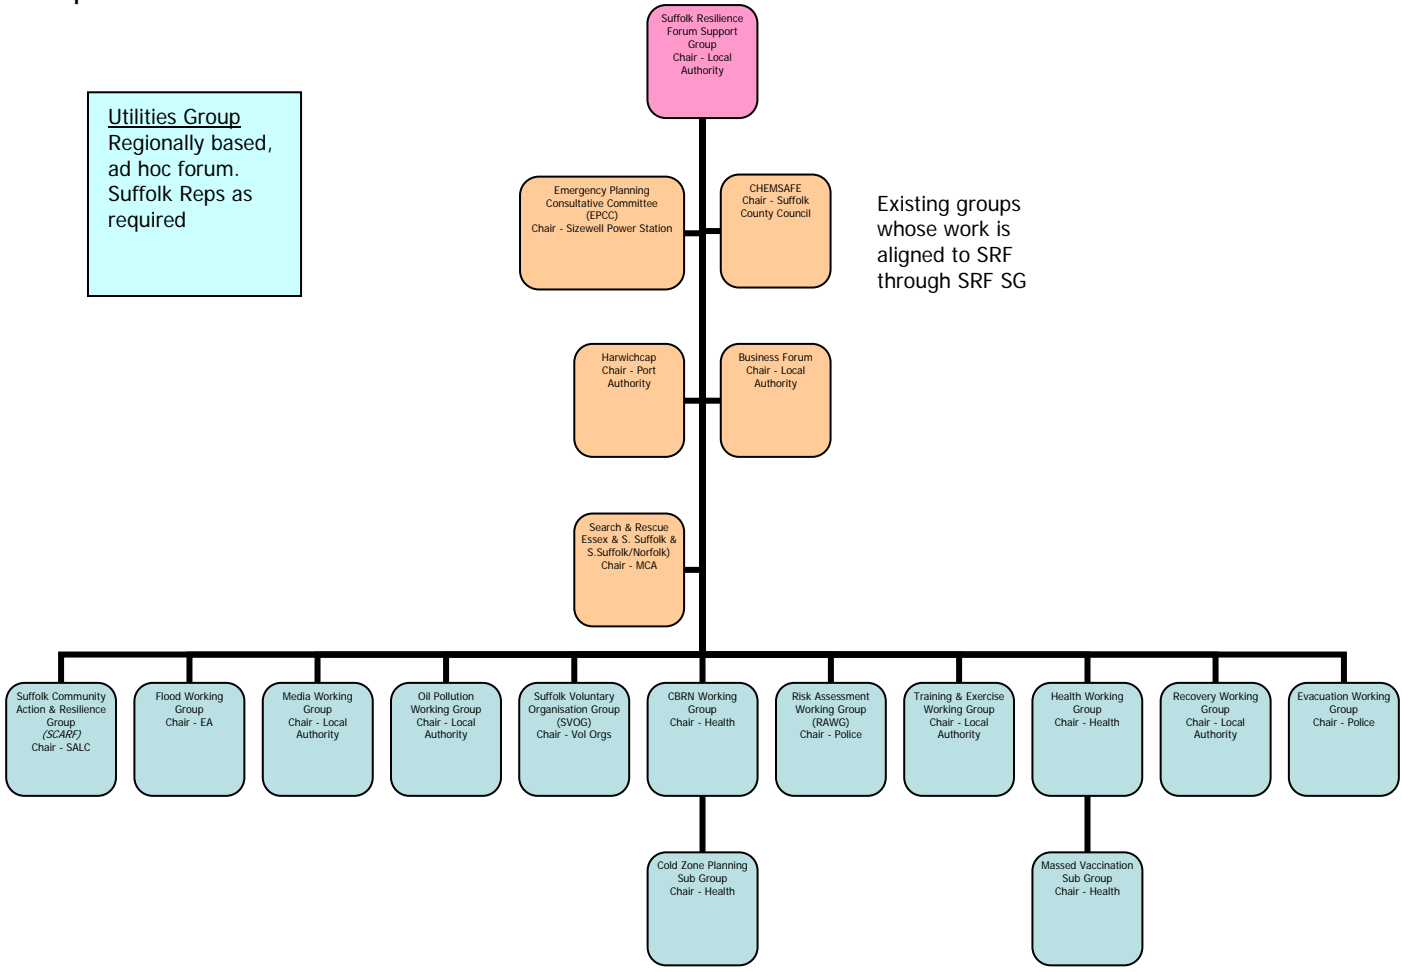 Suffolk Resilience
Forum Support
Group
Chair - Local
Authority
Utilities Group
Regionally based,
ad hoc forum.
Suffolk Reps as
required
Emergency Planning
Consultative Committee
(EPCC)
Chair - Sizewell Power Station
CHEMSAFE
Chair - Suffolk
County Council
Existing groups
whose work is
aligned to SRF
through SRF SG
Harwichcap
Chair - Port
Authority
Business Forum
Chair - Local
Authority
Search & Rescue
Essex & S. Suffolk &
S.Suffolk/Norfolk)
Chair - MCA
Suffolk Community
Action & Resilience
Group
(SCARF)
Chair - SALC
Flood Working
Group
Chair - EA
Media Working
Group
Chair - Local
Authority
Oil Pollution
Working Group
Chair - Local
Authority
Suffolk Voluntary
Organisation Group
(SVOG)
Chair - Vol Orgs
CBRN Working
Group
Chair - Health
Risk Assessment
Working Group
(RAWG)
Chair - Police
Training & Exercise
Working Group
Chair - Local
Authority
Health Working
Group
Chair - Health
Recovery Working
Group
Chair - Local
Authority
Evacuation Working
Group
Chair - Police
Cold Zone Planning
Sub Group
Chair - Health
Massed Vaccination
Sub Group
Chair - Health